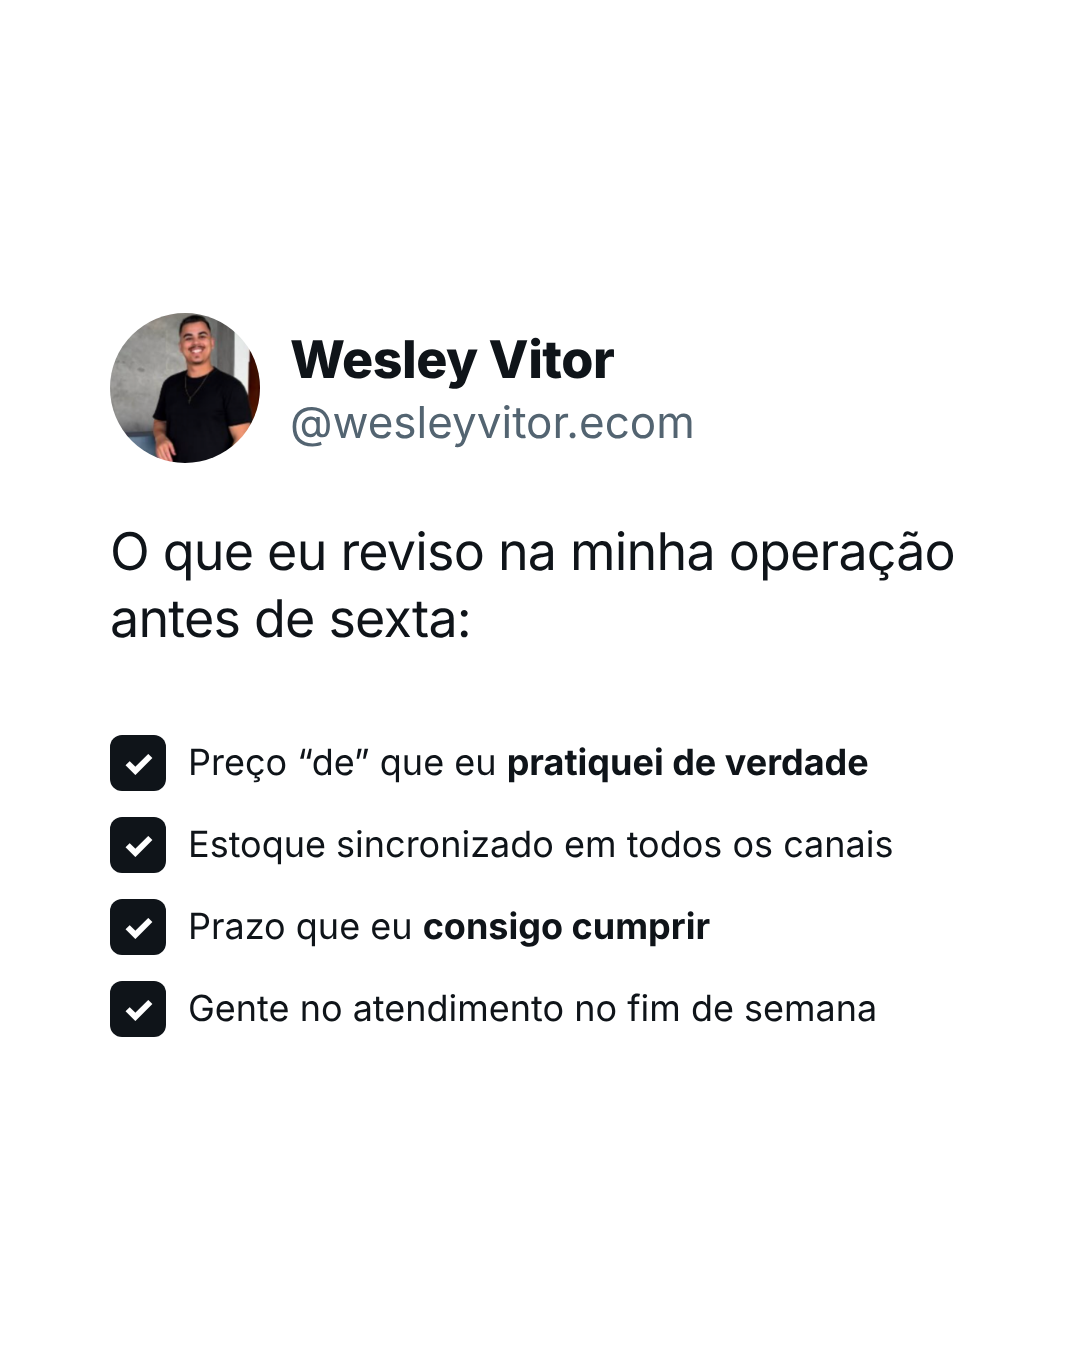 Wesley Vitor
@wesleyvitor.ecom
O que eu reviso na minha operação
antes de sexta:
Preço “de” que eu pratiquei de verdade
Estoque sincronizado em todos os canais
Prazo que eu consigo cumprir
Gente no atendimento no fim de semana